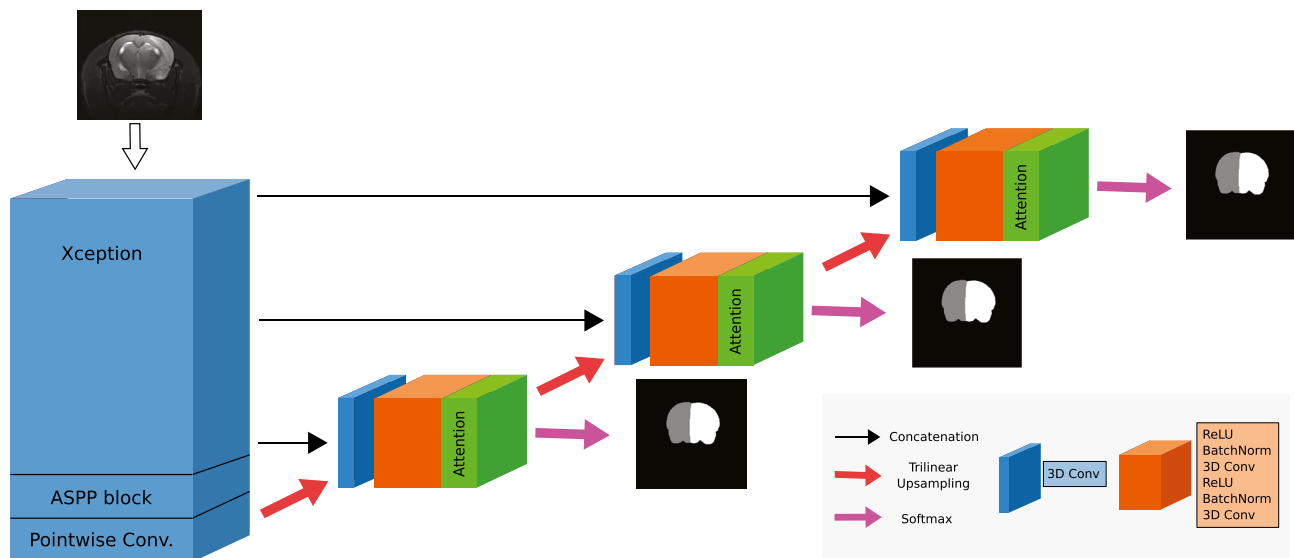 Xception
ASPP block
Pointwise Conv.
Attention
Attention
Attention
Concatenation
Trilinear
Upsampling
Softmax
3D Conv
ReLU
BatchNorm
3D Conv
ReLU
BatchNorm
3D Conv